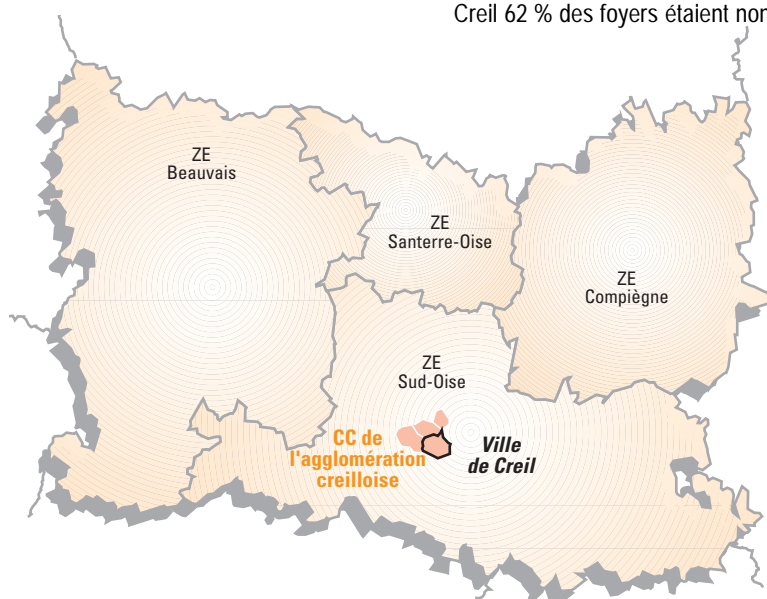 Creil 62 % des foyers étaient non
ZE
Beauvais
ZE
Santerre-Oise
ZE
Compiègne
ZE
Sud-Oise
CC de
l'agglomération
creilloise
Ville
de Creil